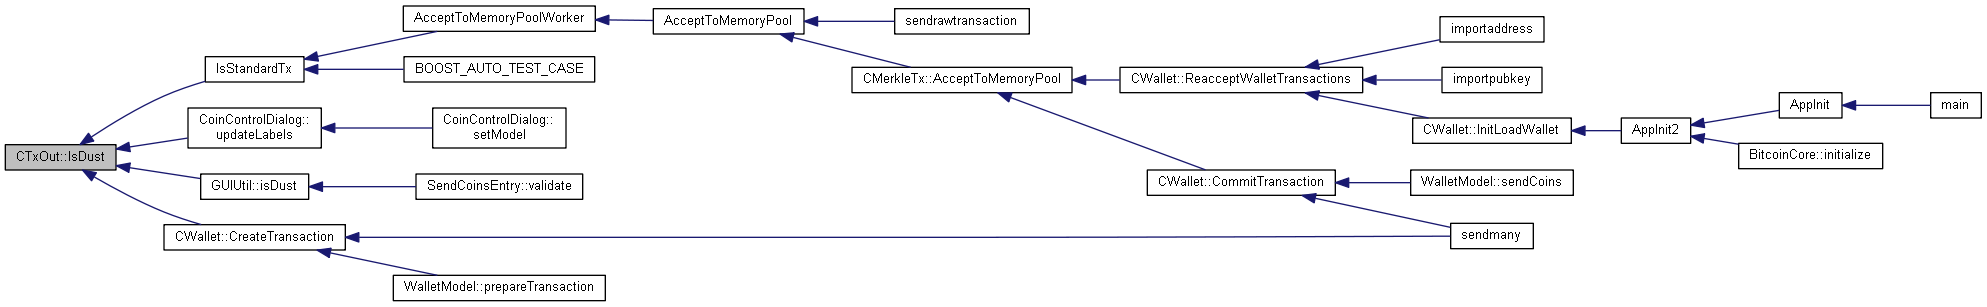 AcceptToMemoryPoolWorker
AcceptToMemoryPool
sendrawtransaction
importaddress
IsStandardTx
BOOST_AUTO_TEST_CASE
CMerkleTx::AcceptToMemoryPool
CWallet::ReacceptWalletTransactions
importpubkey
CoinControlDialog::
updateLabels
CoinControlDialog::
setModel
CWallet::InitLoadWallet
AppInit2
AppInit
main
CTxOut::IsDust
BitcoinCore::initialize
GUIUtil::isDust
SendCoinsEntry::validate
CWallet::CommitTransaction
WalletModel::sendCoins
CWallet::CreateTransaction
sendmany
WalletModel::prepareTransaction